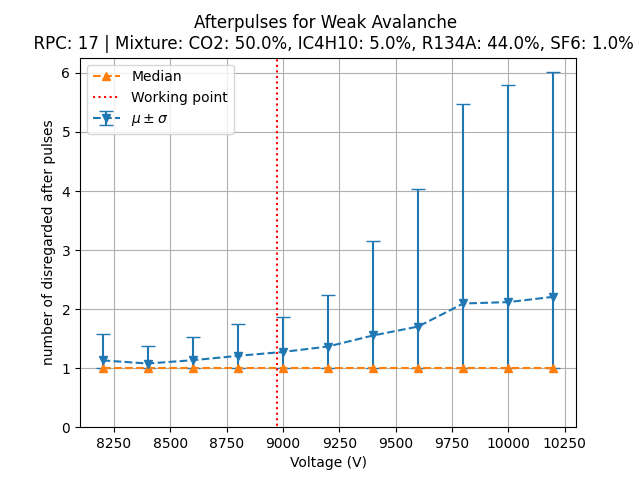 Afterpulses for Weak Avalanche
RPC: 17 | Mixture: CO2: 50.0%, IC4H10: 5.0%, R134A: 44.0%, SF6: 1.0%
Median
Working point
μ ± σ
number of disregarded after pulses
6
5
4
3
2
1
0
8250 8500 8750 9000 9250 9500 9750 10000 10250
Voltage (V)